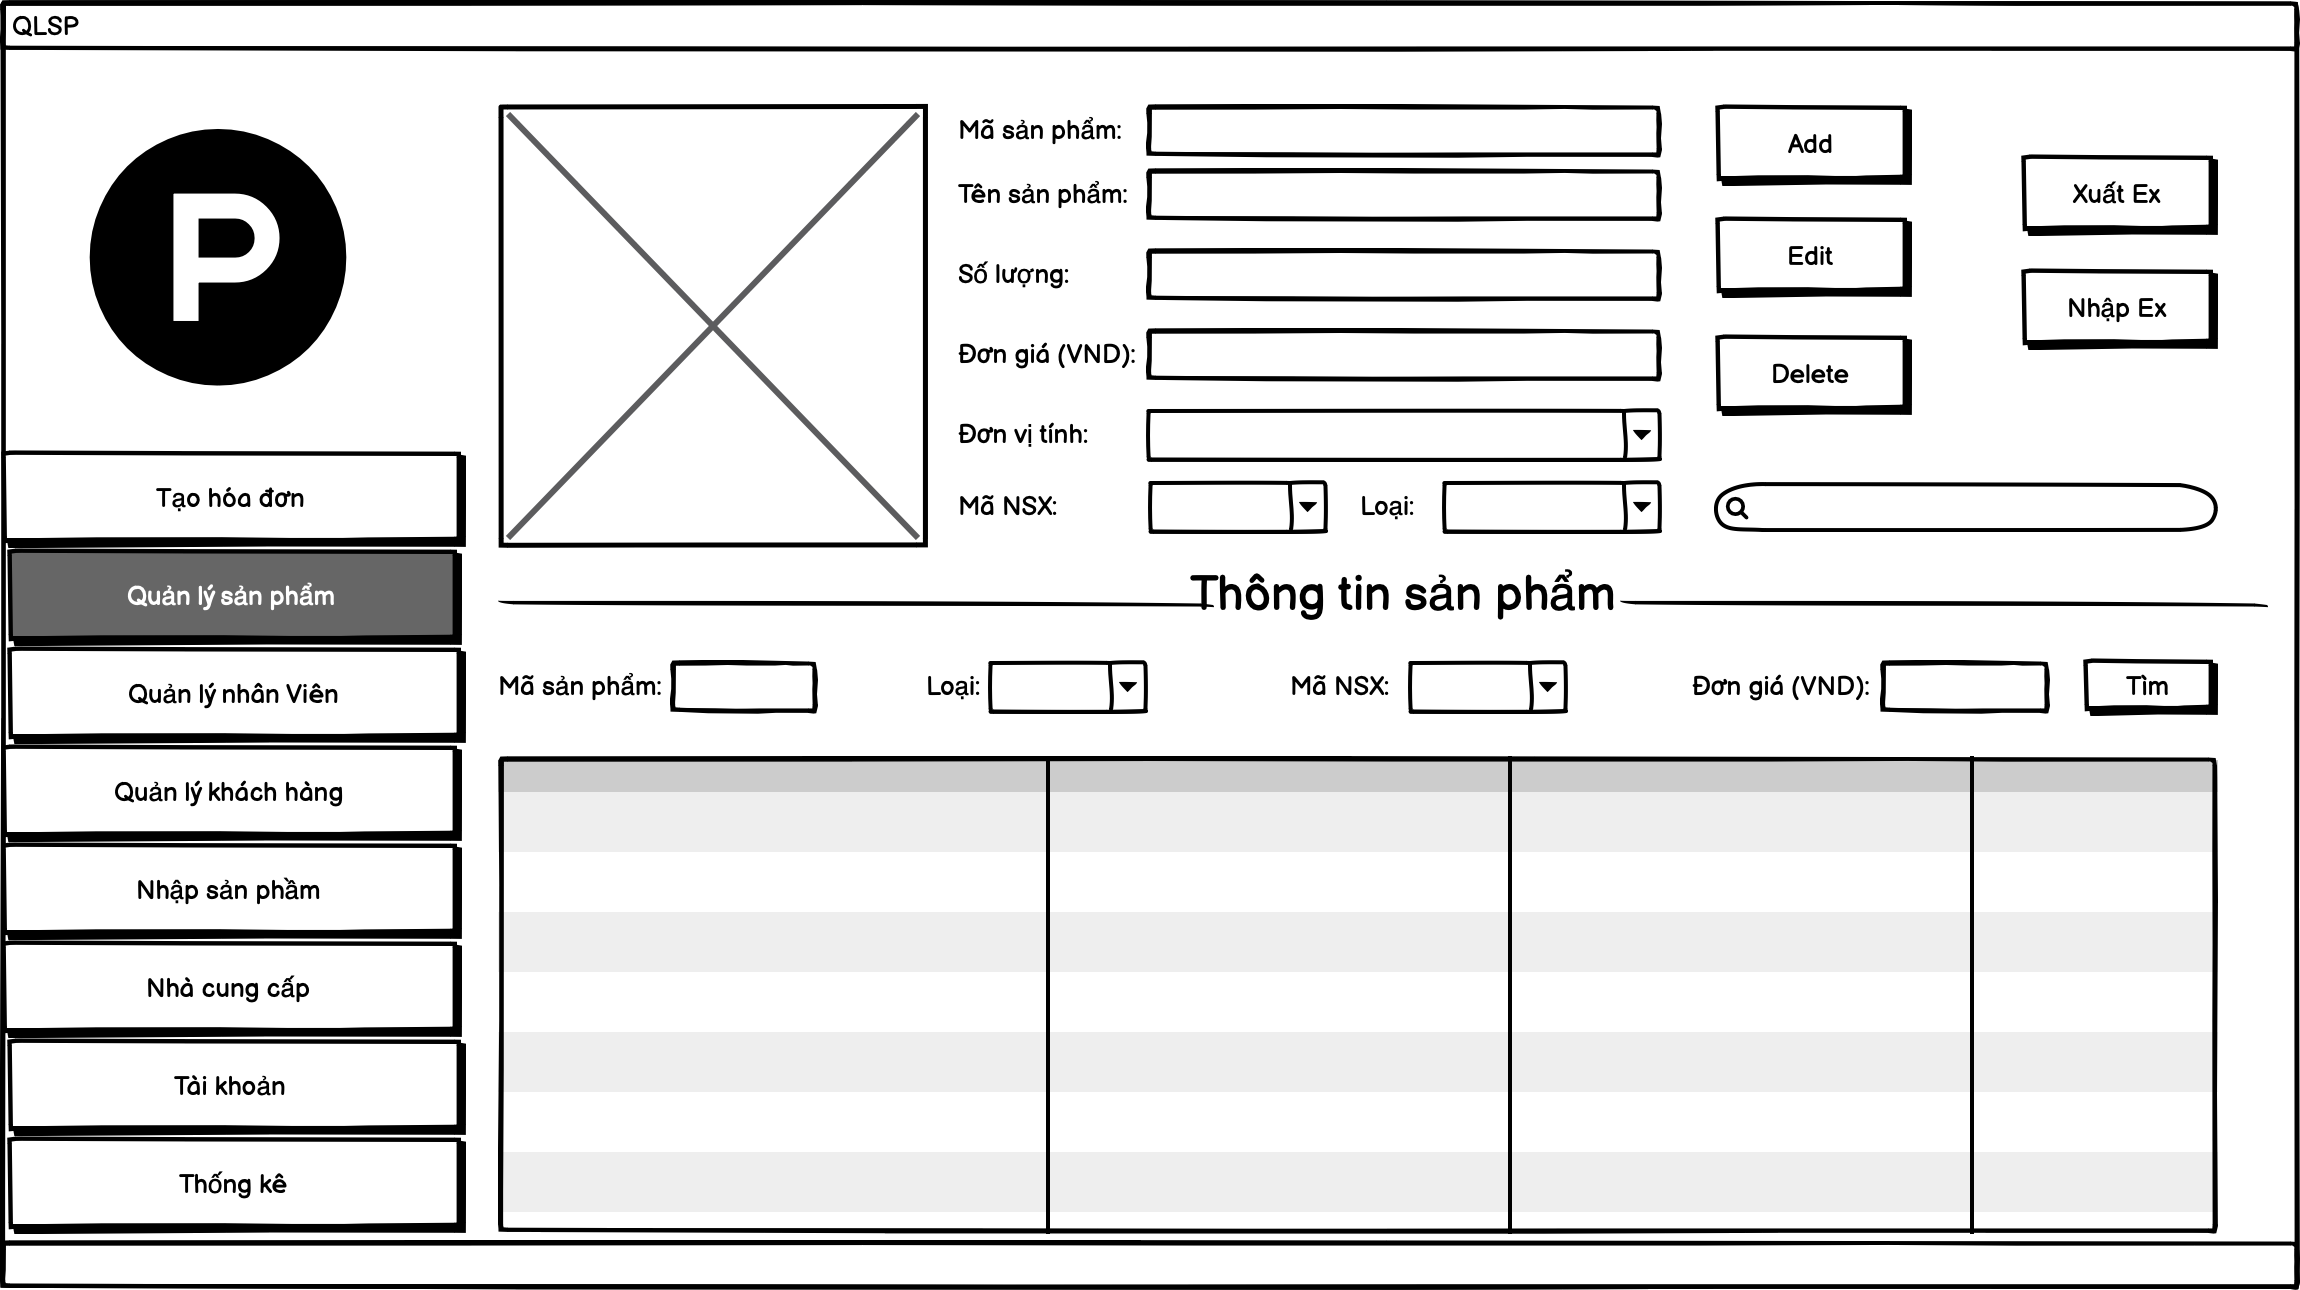 QLSP
P
Tạo hóa đơn
Quản lý sản phẩm
Quản lý nhân Viên
Quản lý khách hàng
Nhập sản phầm
Nhà cung cấp
Tài khoản
Thống kê
Mã sản phẩm:
Tên sản phẩm:
Số lượng:
Đơn giá (VND):
Đơn vị tính:
Mã NSX: Loại:
Add
Edit
Delete
Xuất Ex
Nhập Ex
Thông tin sản phẩm
Mã sản phẩm: Loại: Mã NSX: Đơn giá (VND): Tìm